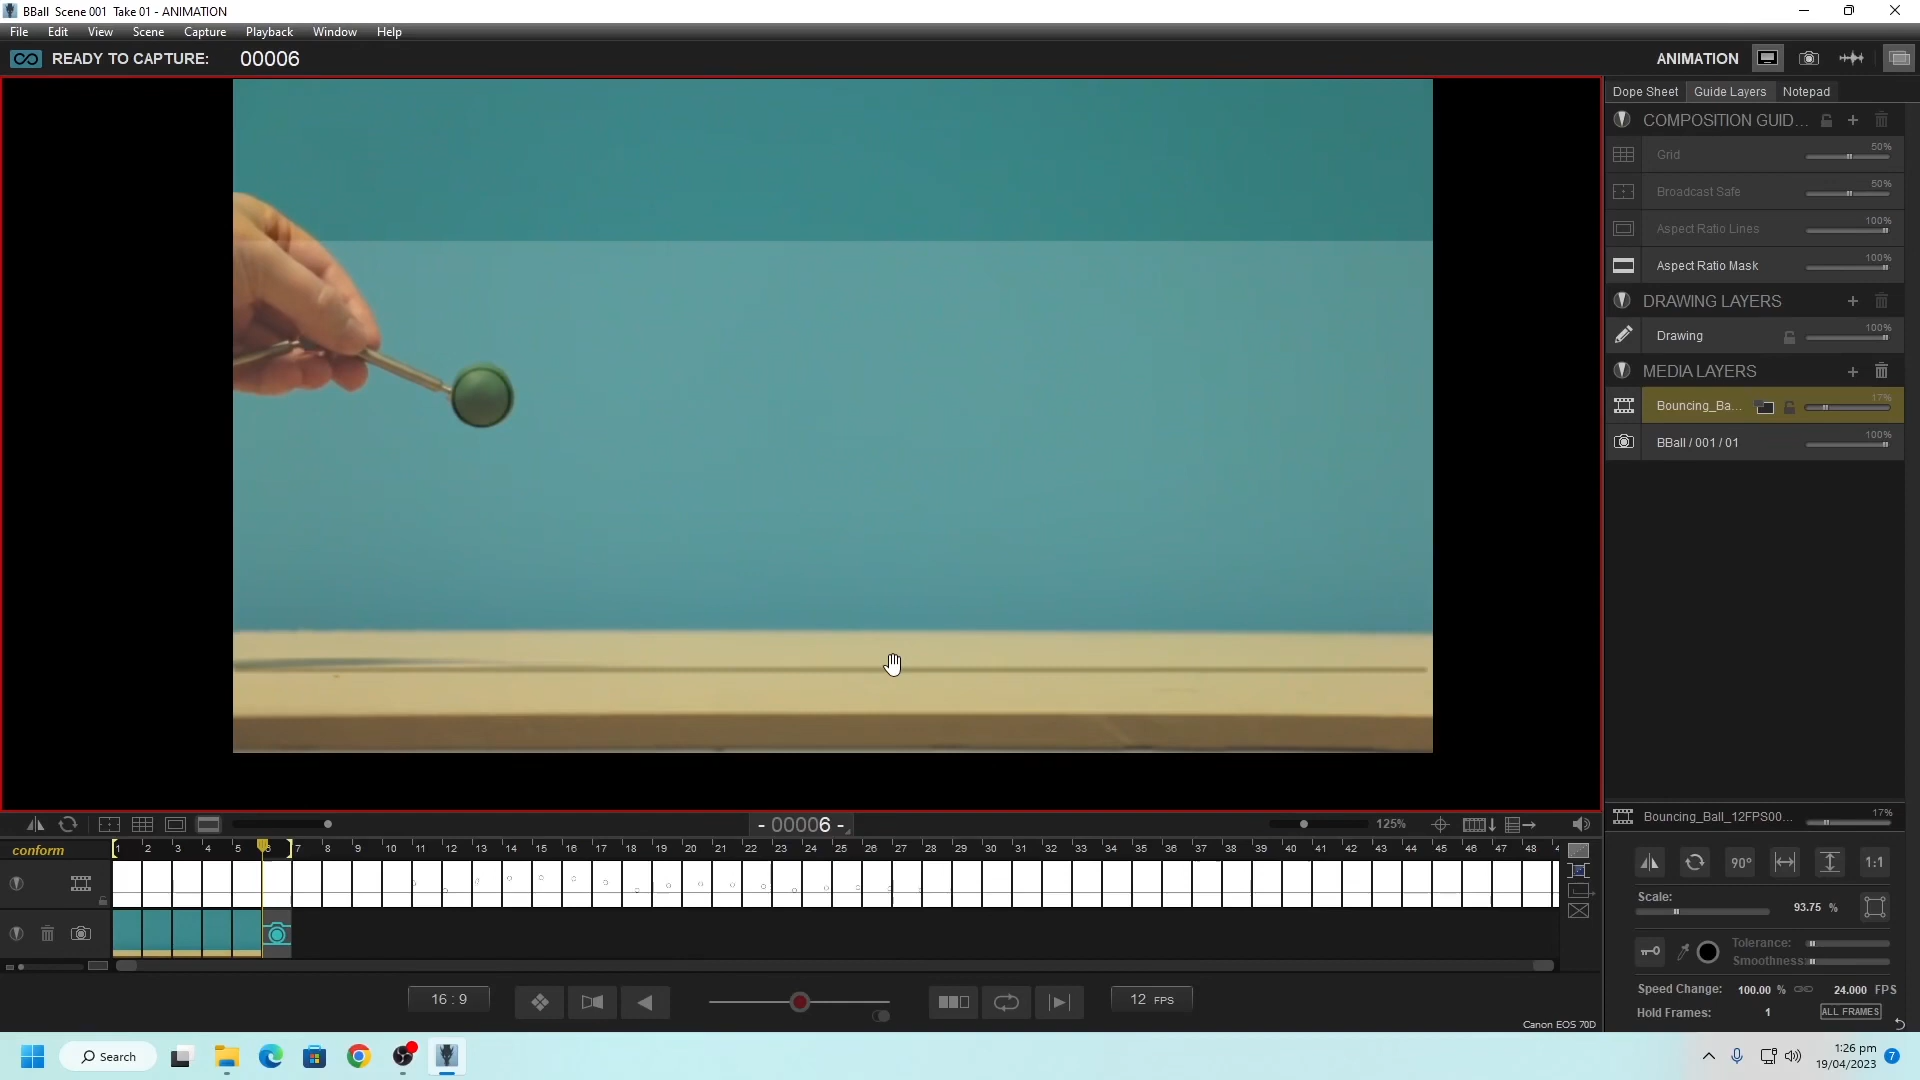 BBall Scene 001 Take 01 - ANIMATION
File Edit View Scene Capture Playback Window Help
READY TO CAPTURE: 00006
ANIMATION
Dope Sheet Guide Layers Notepad
COMPOSITION GUID...
Grid 50%
Broadcast Safe 50%
Aspect Ratio Lines 100%
Aspect Ratio Mask 100%
DRAWING LAYERS
Drawing 100%
MEDIA LAYERS
Bouncing_Ba... 17%
BBall / 001 / 01 100%
- 00006 -
125%
conform
1 2 3 4 5 6 7 8 9 10 11 12 13 14 15 16 17 18 19 20 21 22 23 24 25 26 27 28 29 30 31 32 33 34 35 36 37 38 39 40 41 42 43 44 45 46 47 48
16 : 9
12 FPS
Canon EOS 70D
Bouncing_Ball_12FPS00... 17%
90° 1:1
Scale: 93.75 %
Tolerance:
Smoothness:
Speed Change: 100.00 % 24.000 FPS
Hold Frames: 1 ALL FRAMES
Search
1:26 pm
19/04/2023
7